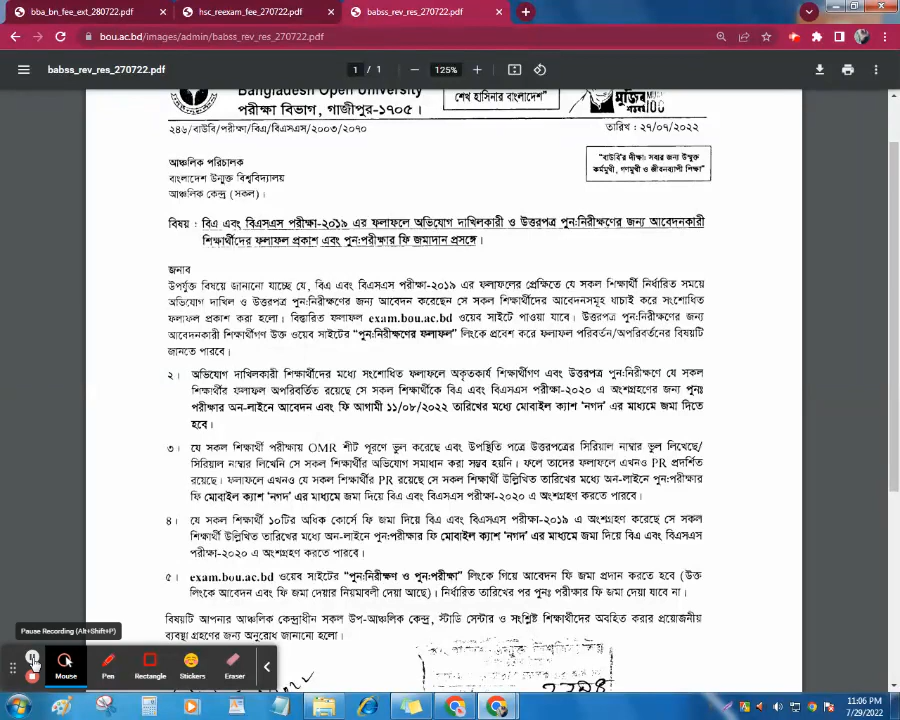 bba_bn_fee_ext_280722.pdf
hsc_reexam_fee_270722.pdf
babss_rev_res_270722.pdf
bou.ac.bd/images/admin/babss_rev_res_270722.pdf
babss_rev_res_270722.pdf
1 / 1
125%
Bangladesh Open University
পরীক্ষা বিভাগ, গাজীপুর-১৭০৫ ।
শেখ হাসিনার বাংলাদেশ"
মুজিব
100
২৪৬/বাউবি/পরীক্ষা/বিএ/বিএসএস/২০০৩/২০৭০
তারিখ : ২৭/০৭/২০২২
আঞ্চলিক পরিচালক
বাংলাদেশ উন্মুক্ত বিশ্ববিদ্যালয়
আঞ্চলিক কেন্দ্র (সকল) ।
"বাউবি'র দীক্ষা: সবার জন্য উন্মুক্ত
কর্মমুখী, গণমুখী ও জীবনব্যাপী শিক্ষা"
বিষয় : বিএ এবং বিএসএস পরীক্ষা-২০১৯ এর ফলাফলে অভিযোগ দাখিলকারী ও উত্তরপত্র পুন:নিরীক্ষণের জন্য আবেদনকারী
শিক্ষার্থীদের ফলাফল প্রকাশ এবং পুন:পরীক্ষার ফি জমাদান প্রসঙ্গে ।
জনাব
উপর্যুক্ত বিষয়ে জানানো যাচ্ছে যে, বিএ এবং বিএসএস পরীক্ষা-২০১৯ এর ফলাফলের প্রেক্ষিতে যে সকল শিক্ষার্থী নির্ধারিত সময়ে
অভিযোগ দাখিল ও উত্তরপত্র পুন:নিরীক্ষণের জন্য আবেদন করেছেন সে সকল শিক্ষার্থীদের আবেদনসমূহ যাচাই করে সংশোধিত
ফলাফল প্রকাশ করা হলো । বিস্তারিত ফলাফল exam.bou.ac.bd ওয়েব সাইটে পাওয়া যাবে । উত্তরপত্র পুন:নিরীক্ষণের জন্য
আবেদনকারী শিক্ষার্থীগণ উক্ত ওয়েব সাইটের "পুন:নিরীক্ষণের ফলাফল" লিংকে প্রবেশ করে ফলাফল পরিবর্তন/অপরিবর্তনের বিষয়টি
জানতে পারবে ।
২ । অভিযোগ দাখিলকারী শিক্ষার্থীদের মধ্যে সংশোধিত ফলাফলে অকৃতকার্য শিক্ষার্থীগণ এবং উত্তরপত্র পুন:নিরীক্ষণে যে সকল
শিক্ষার্থীর ফলাফল অপরিবর্তিত রয়েছে সে সকল শিক্ষার্থীকে বিএ এবং বিএসএস পরীক্ষা-২০২০ এ অংশগ্রহণের জন্য পুনঃ
পরীক্ষার অন-লাইনে আবেদন এবং ফি আগামী ১১/০৮/২০২২ তারিখের মধ্যে মোবাইল ক্যাশ 'নগদ' এর মাধ্যমে জমা দিতে
হবে ।
৩ । যে সকল শিক্ষার্থী পরীক্ষায় OMR শীট পূরণে ভুল করেছে এবং উপস্থিতি পত্রে উত্তরপত্রের সিরিয়াল নাম্বার ভুল লিখেছে/
সিরিয়াল নাম্বার লিখেনি সে সকল শিক্ষার্থীর অভিযোগ সমাধান করা সম্ভব হয়নি । ফলে তাদের ফলাফলে এখনও PR প্রদর্শিত
রয়েছে । ফলাফলে এখনও যে সকল শিক্ষার্থীর PR রয়েছে সে সকল শিক্ষার্থী উল্লিখিত তারিখের মধ্যে অন-লাইনে পুন:পরীক্ষার
ফি মোবাইল ক্যাশ 'নগদ' এর মাধ্যমে জমা দিয়ে বিএ এবং বিএসএস পরীক্ষা-২০২০ এ অংশগ্রহণ করতে পারবে ।
৪ । যে সকল শিক্ষার্থী ১০টির অধিক কোর্সে ফি জমা দিয়ে বিএ এবং বিএসএস পরীক্ষা-২০১৯ এ অংশগ্রহণ করেছে সে সকল
শিক্ষার্থী উল্লিখিত তারিখের মধ্যে অন-লাইনে পুন:পরীক্ষার ফি মোবাইল ক্যাশ 'নগদ' এর মাধ্যমে জমা দিয়ে বিএ এবং বিএসএস
পরীক্ষা-২০২০ এ অংশগ্রহণ করতে পারবে ।
৫ । exam.bou.ac.bd ওয়েব সাইটের "পুন:নিরীক্ষণ ও পুন:পরীক্ষা" লিংকে গিয়ে আবেদন ফি জমা প্রদান করতে হবে (উক্ত
লিংকে আবেদন এবং ফি জমা দেয়ার নিয়মাবলী দেয়া আছে) । নির্ধারিত তারিখের পর পুনঃ পরীক্ষার ফি জমা দেয়া যাবে না ।
বিষয়টি আপনার আঞ্চলিক কেন্দ্রাধীন সকল উপ-আঞ্চলিক কেন্দ্র, স্টাডি সেন্টার ও সংশ্লিষ্ট শিক্ষার্থীদের অবহিত করার প্রয়োজনীয়
ব্যবস্থা গ্রহণের জন্য অনুরোধ জানানো হলো ।
Pause Recording (Alt+Shift+P)
Mouse
Pen
Rectangle
Stickers
Eraser
11:06 PM
7/29/2022